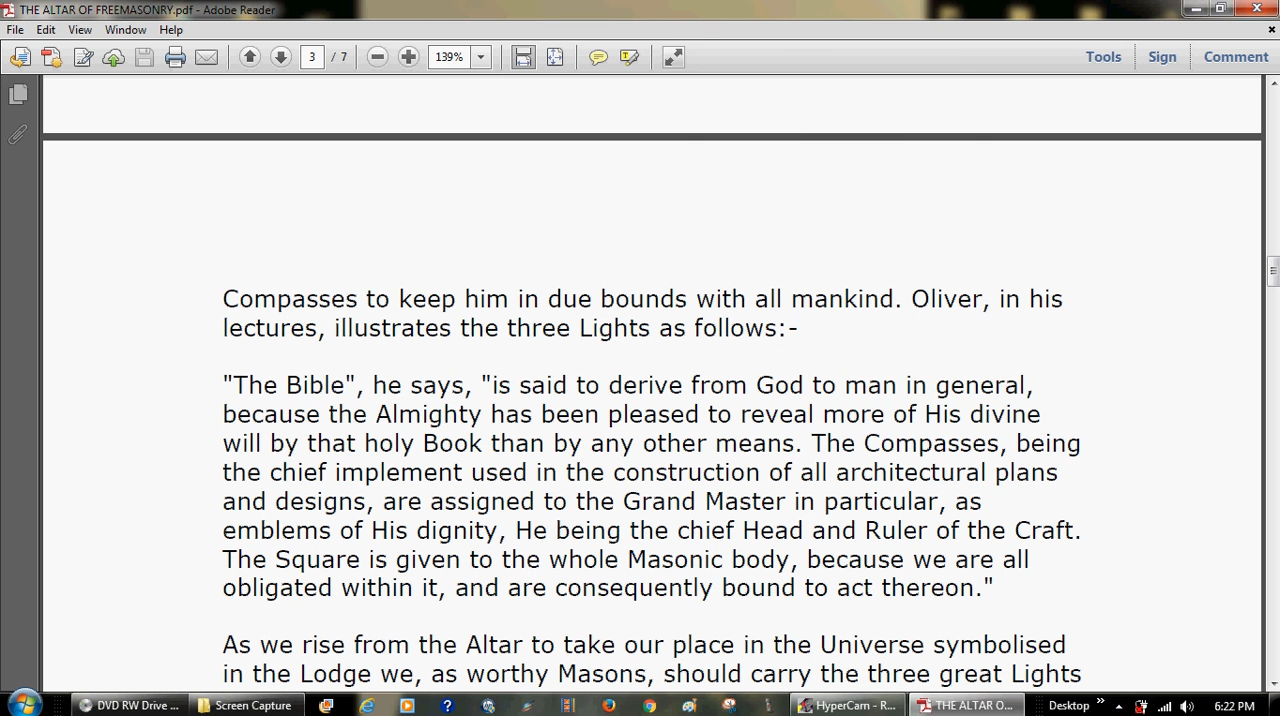 THE ALTAR OF FREEMASONRY.pdf - Adobe Reader
File Edit View Window Help
3 / 7 139% Tools Sign Comment
Compasses to keep him in due bounds with all mankind. Oliver, in his
lectures, illustrates the three Lights as follows:-
"The Bible", he says, "is said to derive from God to man in general,
because the Almighty has been pleased to reveal more of His divine
will by that holy Book than by any other means. The Compasses, being
the chief implement used in the construction of all architectural plans
and designs, are assigned to the Grand Master in particular, as
emblems of His dignity, He being the chief Head and Ruler of the Craft.
The Square is given to the whole Masonic body, because we are all
obligated within it, and are consequently bound to act thereon."
As we rise from the Altar to take our place in the Universe symbolised
in the Lodge we, as worthy Masons, should carry the three great Lights
DVD RW Drive ... Screen Capture HyperCam - R... THE ALTAR O... Desktop » 6:22 PM